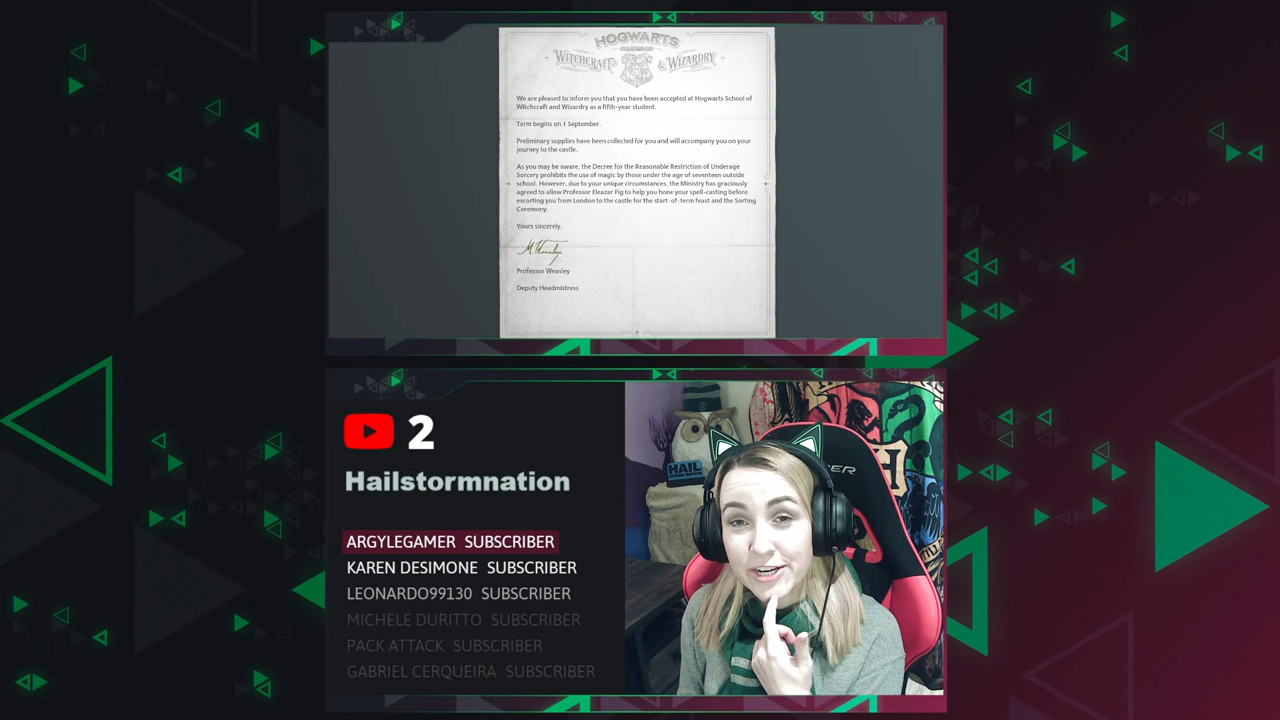 HOGWARTS
WITCHCRAFT & WIZARDRY
We are pleased to inform you that you have been accepted at Hogwarts School of
Witchcraft and Wizardry as a fifth-year student.
Term begins on 1 September.
Preliminary supplies have been collected for you and will accompany you on your
journey to the castle.
As you may be aware, the Decree for the Reasonable Restriction of Underage
Sorcery prohibits the use of magic by those under the age of seventeen outside
school. However, due to your unique circumstances, the Ministry has graciously
agreed to allow Professor Eleazar Fig to help you hone your spell-casting before
escorting you from London to the castle for the start-of-term feast and the Sorting
Ceremony.
Yours sincerely,
M. Weasley
Professor Weasley
Deputy Headmistress
2
Hailstormnation
ARGYLEGAMER SUBSCRIBER
KAREN DESIMONE SUBSCRIBER
LEONARDO99130 SUBSCRIBER
MICHELE DURITTO SUBSCRIBER
PACK ATTACK SUBSCRIBER
GABRIEL CERQUEIRA SUBSCRIBER
HAIL